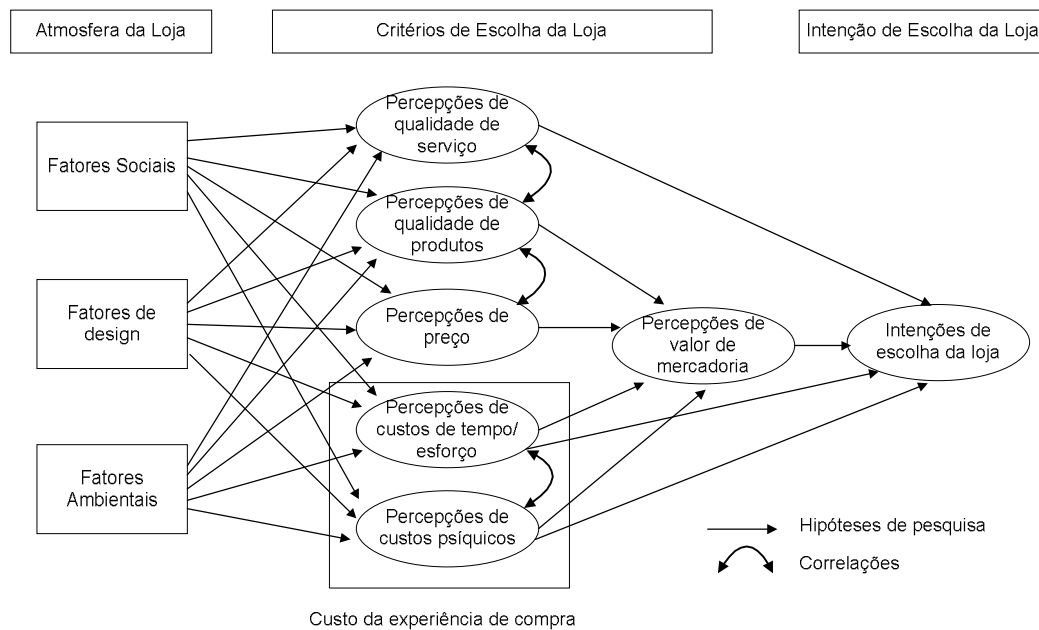 Atmosfera da Loja
Critérios de Escolha da Loja
Intenção de Escolha da Loja
Fatores Sociais
Fatores de
design
Fatores
Ambientais
Percepções de
qualidade de
serviço
Percepções de
qualidade de
produtos
Percepções de
preço
Percepções de
custos de tempo/
esforço
Percepções de
custos psíquicos
Percepções de
valor de
mercadoria
Intenções de
escolha da loja
Hipóteses de pesquisa
Correlações
Custo da experiência de compra